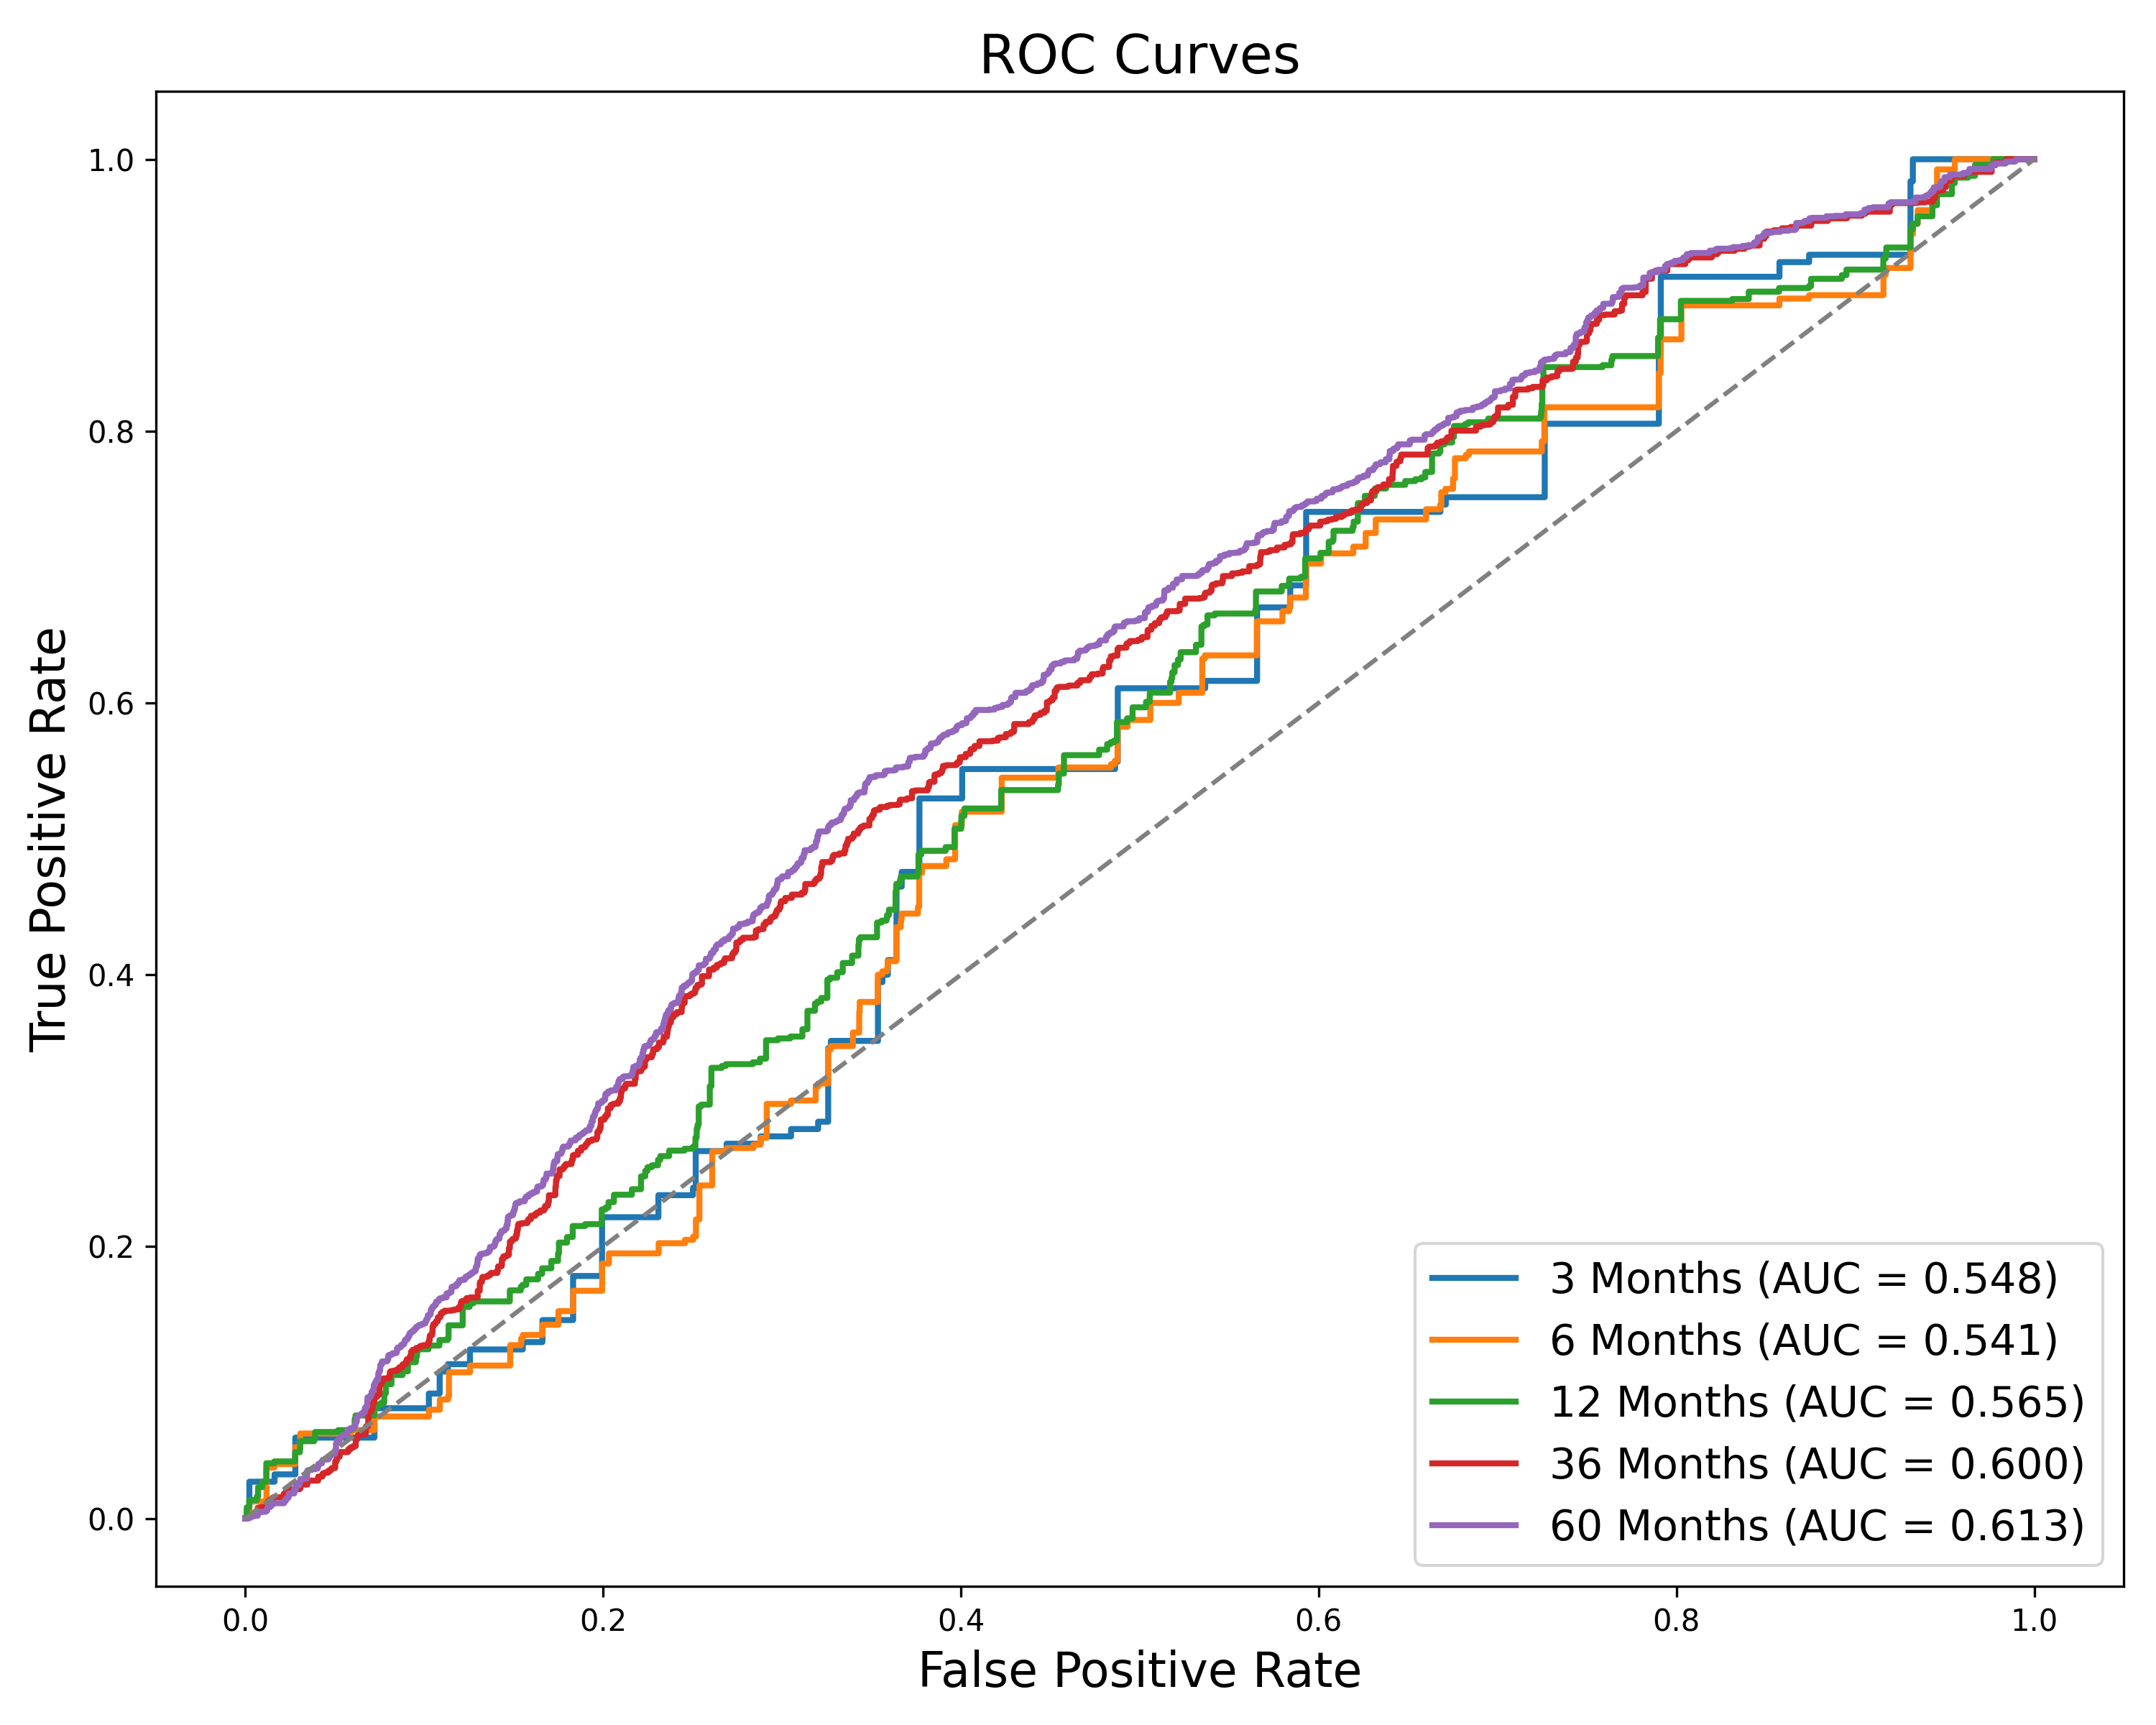 ROC Curves
True Positive Rate
1.0
0.8
0.6
0.4
0.2
0.0
0.0 0.2 0.4 0.6 0.8 1.0
False Positive Rate
3 Months (AUC = 0.548)
6 Months (AUC = 0.541)
12 Months (AUC = 0.565)
36 Months (AUC = 0.600)
60 Months (AUC = 0.613)